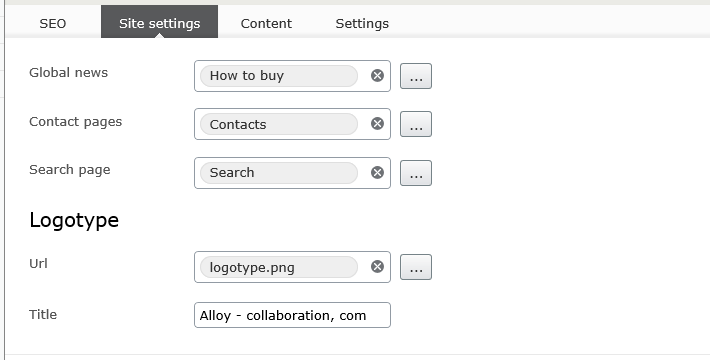 SEO Site settings Content Settings
Global news How to buy ...
Contact pages Contacts ...
Search page Search ...
Logotype
Url logotype.png ...
Title Alloy - collaboration, com